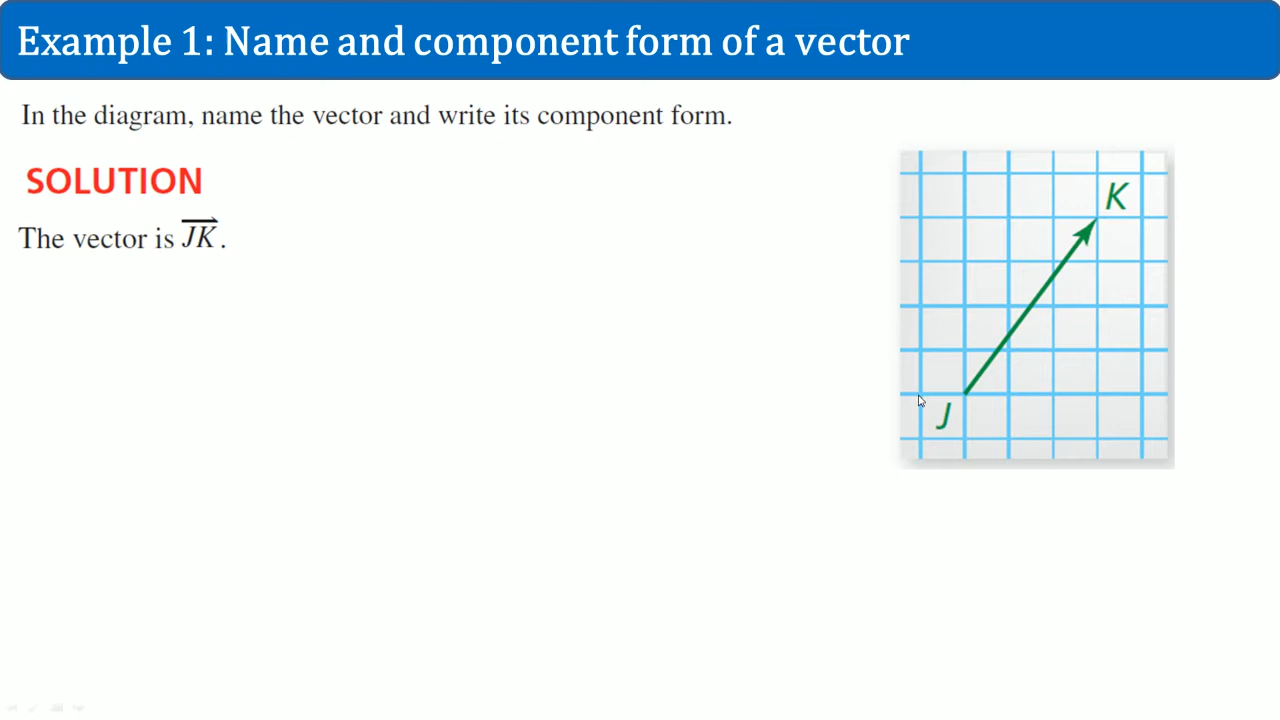 Example 1: Name and component form of a vector
In the diagram, name the vector and write its component form.
SOLUTION
The vector is \(\overrightarrow{JK}\).
K
J